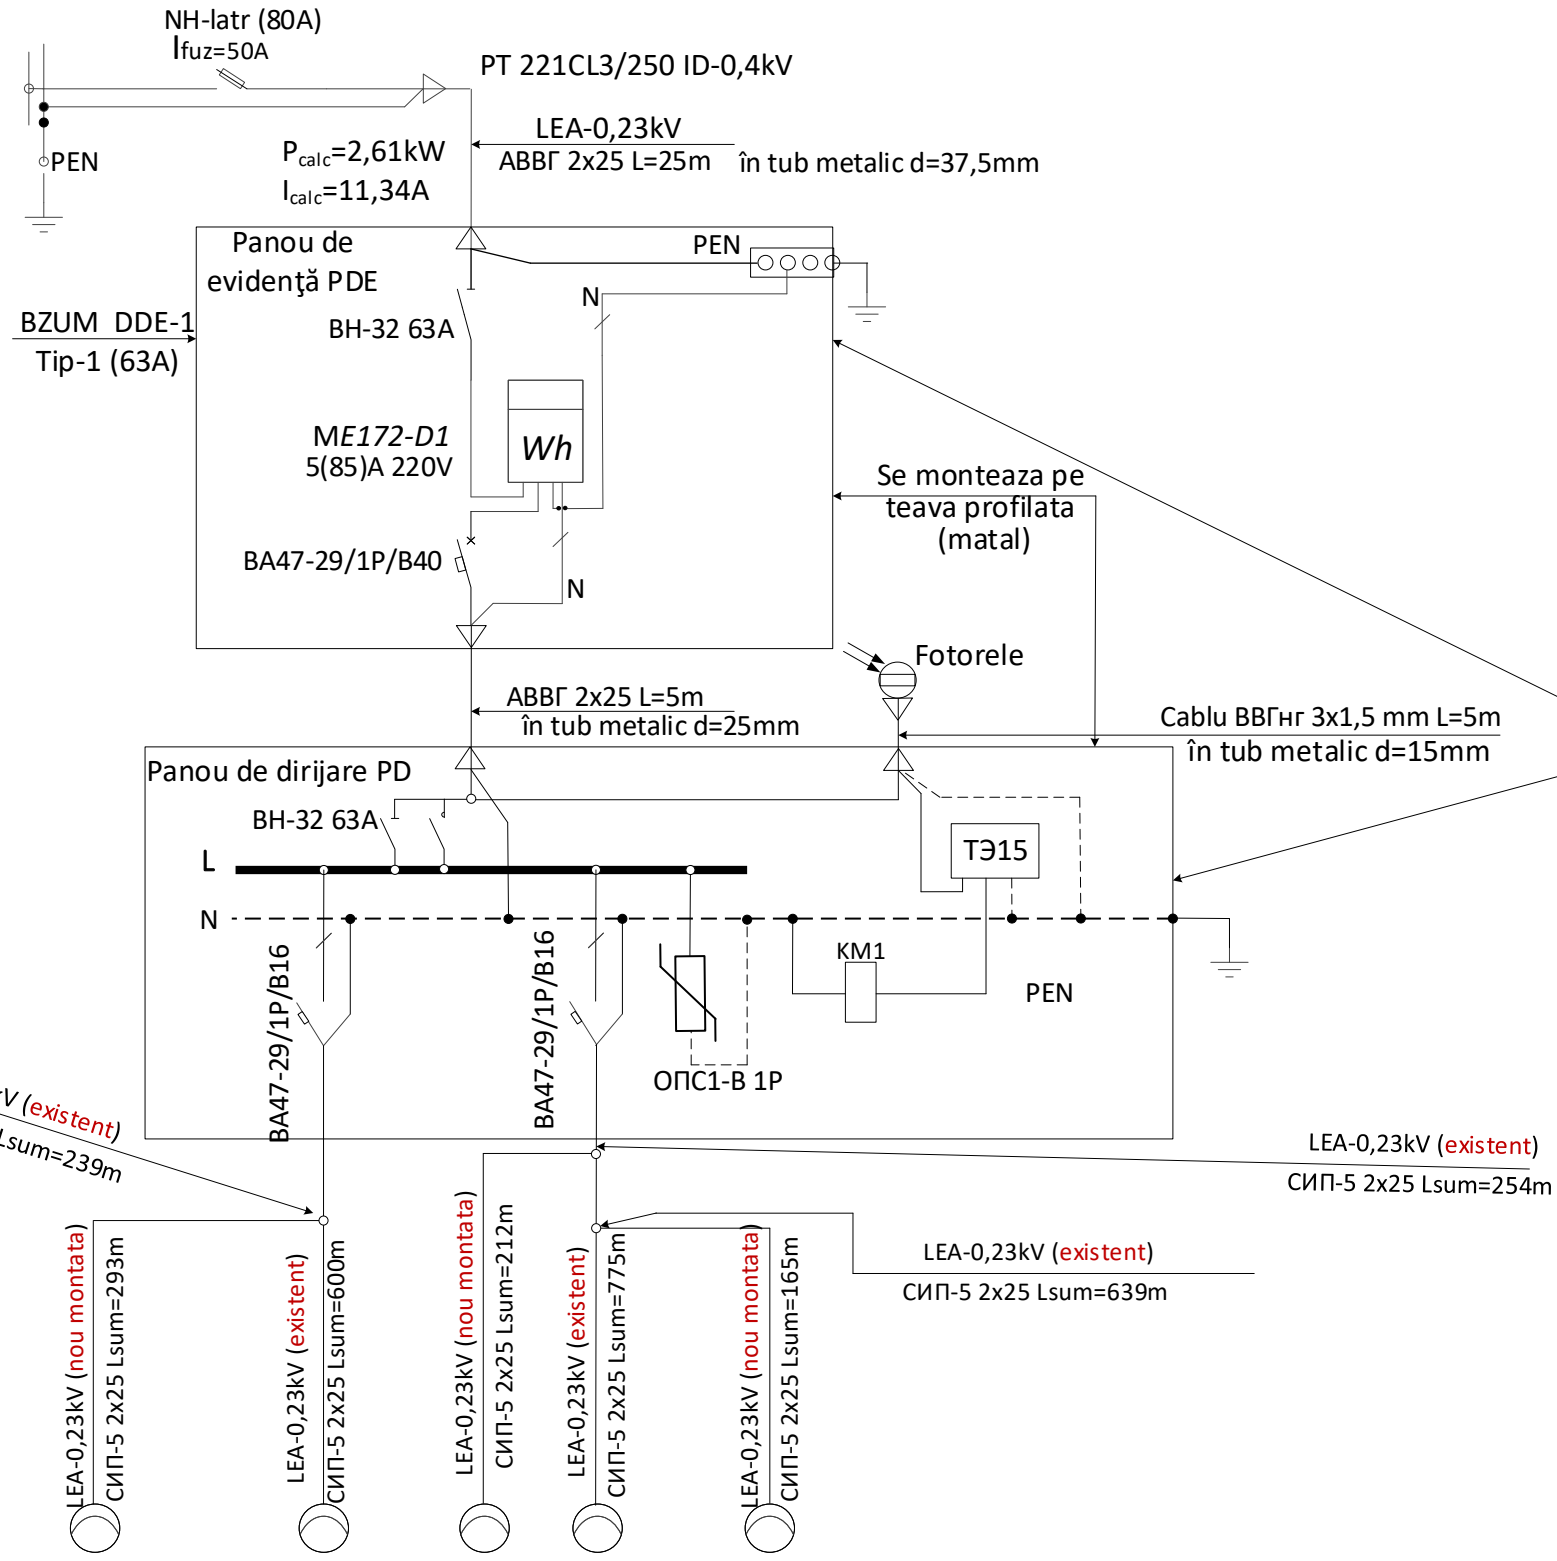 NH-latr (80A)
Ifuz=50A
PT 221CL3/250 ID-0,4kV
LEA-0,23kV
АВВГ 2x25 L=25m
în tub metalic d=37,5mm
PEN
Pcalc=2,61kW
Icalc=11,34A
Panou de
evidenţă PDE
PEN
N
BH-32 63A
BZUM DDE-1
Tip-1 (63A)
ME172-D1
5(85)A 220V
Wh
Se monteaza pe
teava profilata
(matal)
BA47-29/1P/B40
N
Fotorele
АВВГ 2x25 L=5m
în tub metalic d=25mm
Cablu ВВГнг 3x1,5 mm L=5m
în tub metalic d=15mm
Panou de dirijare PD
BH-32 63A
ТЭ15
L
N
BA47-29/1P/B16
BA47-29/1P/B16
КМ1
PEN
ОПС1-В 1Р
kV (existent)
Lsum=239m
LEA-0,23kV (existent)
СИП-5 2x25 Lsum=254m
LEA-0,23kV (existent)
СИП-5 2x25 Lsum=639m
LEA-0,23kV (nou montata)
СИП-5 2x25 Lsum=293m
LEA-0,23kV (existent)
СИП-5 2x25 Lsum=600m
LEA-0,23kV (nou montata)
СИП-5 2x25 Lsum=212m
LEA-0,23kV (existent)
СИП-5 2x25 Lsum=775m
LEA-0,23kV (nou montata)
СИП-5 2x25 Lsum=165m